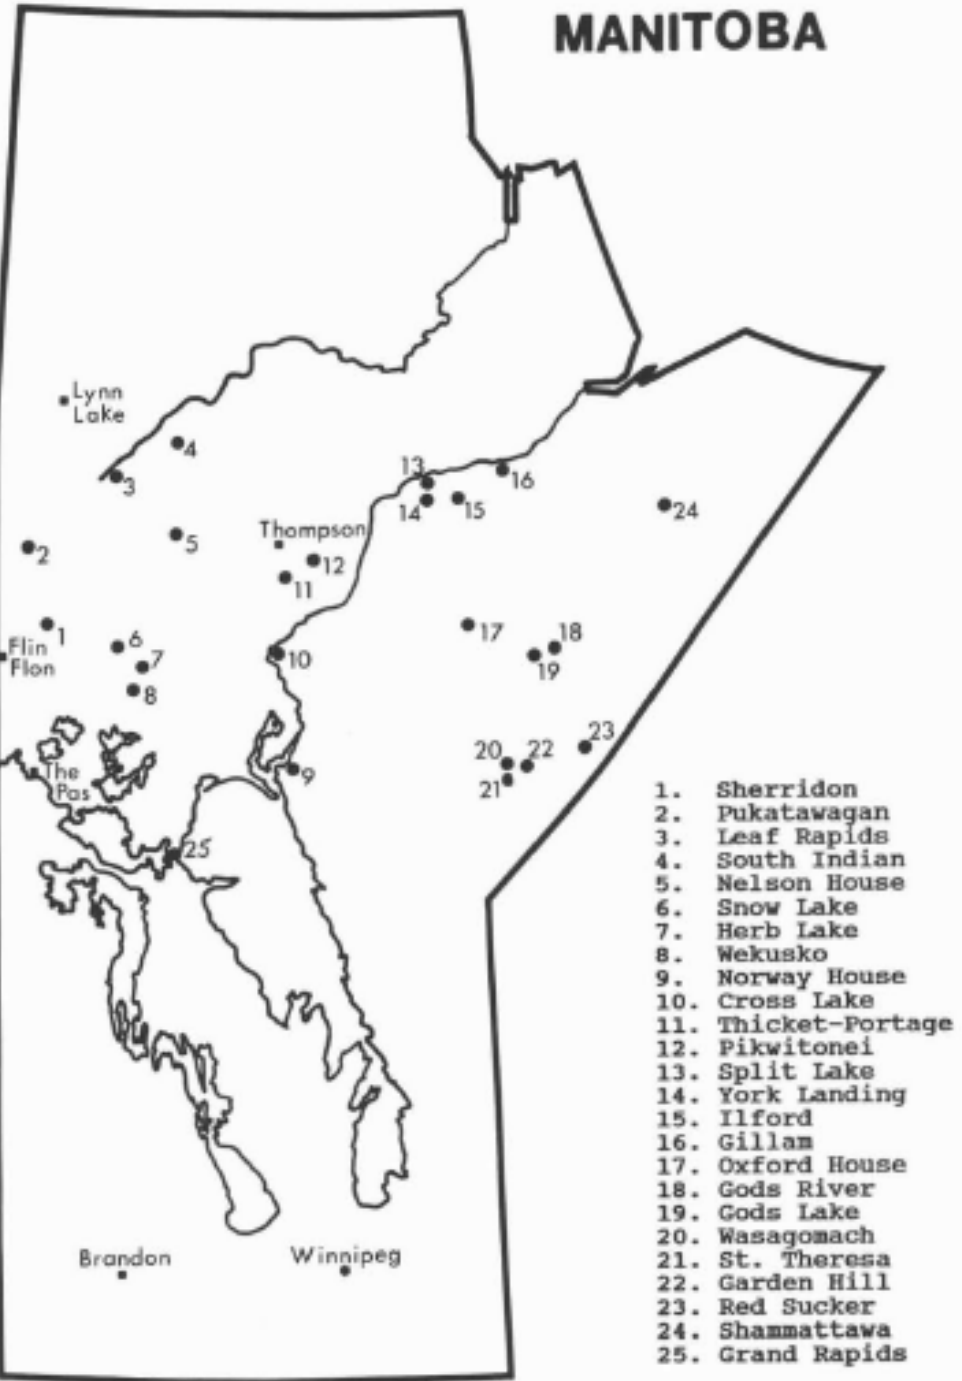 MANITOBA
Lynn
Lake
4
3
13
16
14
15
24
Thompson
5
2
12
11
1
6
17
18
Flin
Flon
7
10
19
8
23
20
22
The
Pas
9
21
25
1. Sherridon
2. Pukatawagan
3. Leaf Rapids
4. South Indian
5. Nelson House
6. Snow Lake
7. Herb Lake
8. Wekusko
9. Norway House
10. Cross Lake
11. Thicket-Portage
12. Pikwitonei
13. Split Lake
14. York Landing
15. Ilford
16. Gillam
17. Oxford House
18. Gods River
19. Gods Lake
20. Wasagomach
21. St. Theresa
22. Garden Hill
23. Red Sucker
24. Shammattawa
25. Grand Rapids
Brandon
Winnipeg